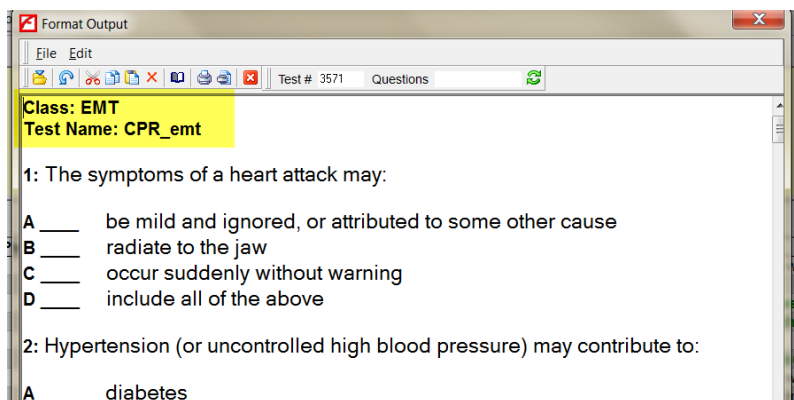 Format Output
File Edit
Test # 3571 Questions
Class: EMT
Test Name: CPR_emt
1: The symptoms of a heart attack may:
A ____ be mild and ignored, or attributed to some other cause
B ____ radiate to the jaw
C ____ occur suddenly without warning
D ____ include all of the above
2: Hypertension (or uncontrolled high blood pressure) may contribute to:
A diabetes